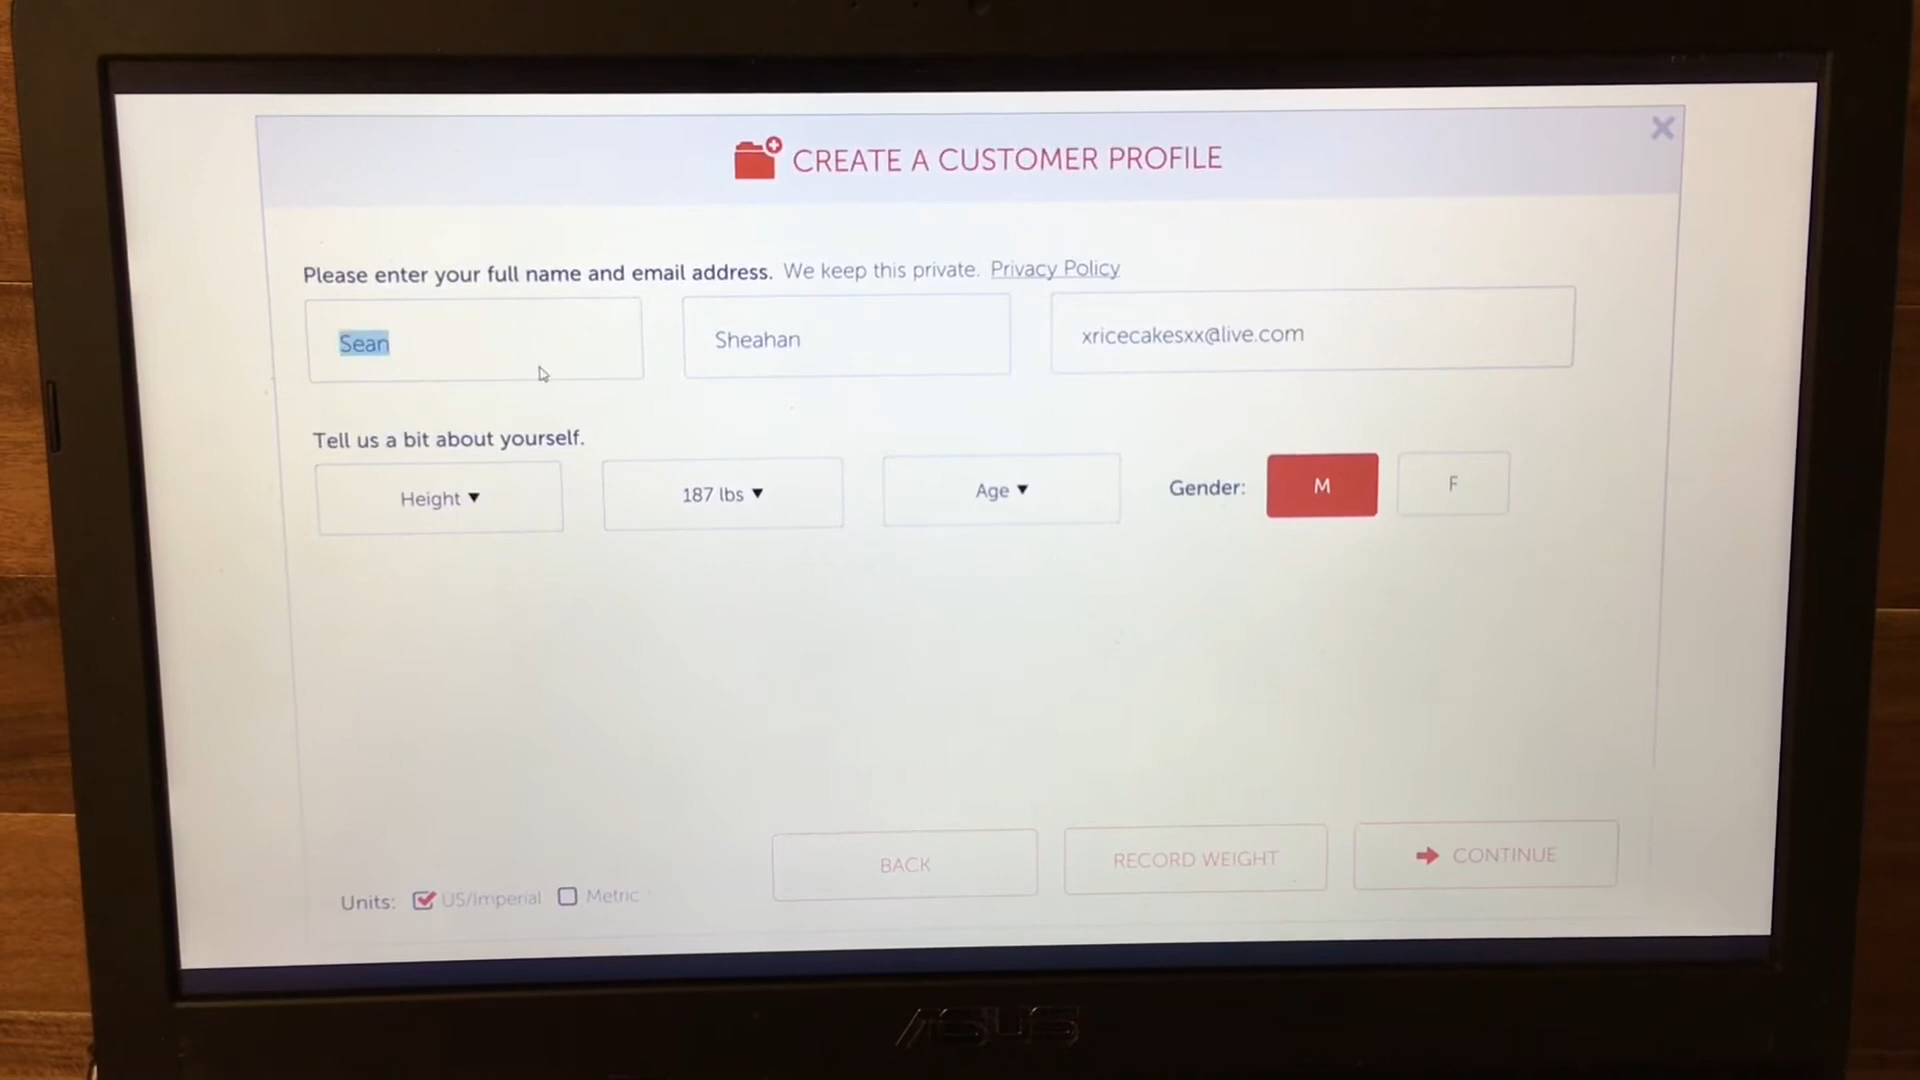 CREATE A CUSTOMER PROFILE
Please enter your full name and email address. We keep this private. Privacy Policy
Sean Sheahan xricecakesxx@live.com
Tell us a bit about yourself.
Height ▼ 187 lbs ▼ Age ▼ Gender: M F
BACK RECORD WEIGHT CONTINUE
Units: US/Imperial Metric
ASUS